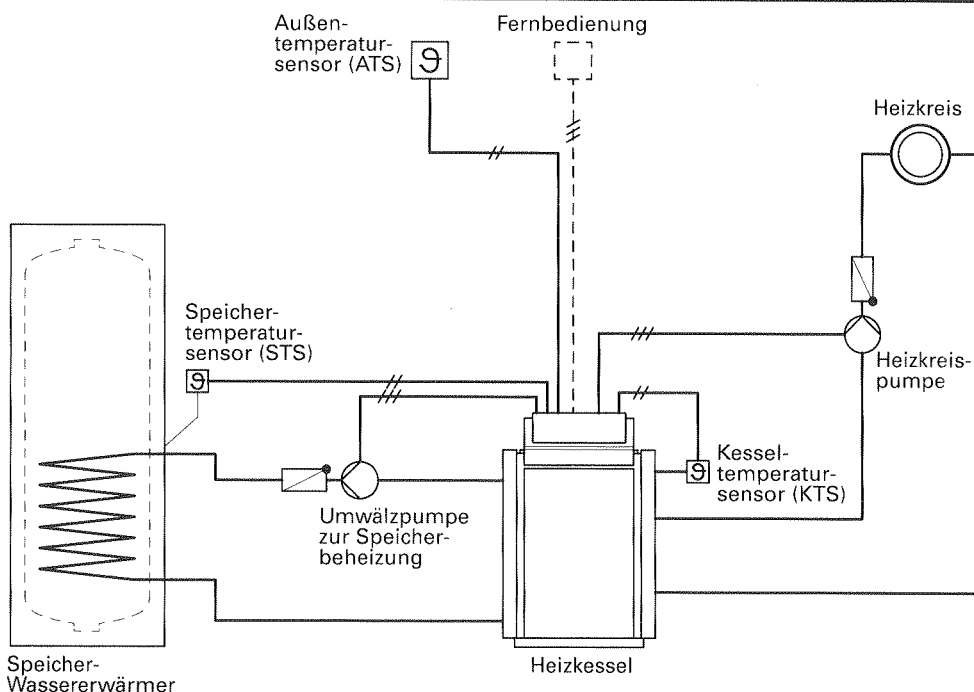 Außen-
temperatur-
sensor (ATS)
ϑ
Fernbedienung
Heizkreis
Speicher-
temperatur-
sensor (STS)
ϑ
Heizkreis-
pumpe
Kessel-
temperatur-
sensor (KTS)
ϑ
Umwälzpumpe
zur Speicher-
beheizung
Heizkessel
Speicher-
Wassererwärmer